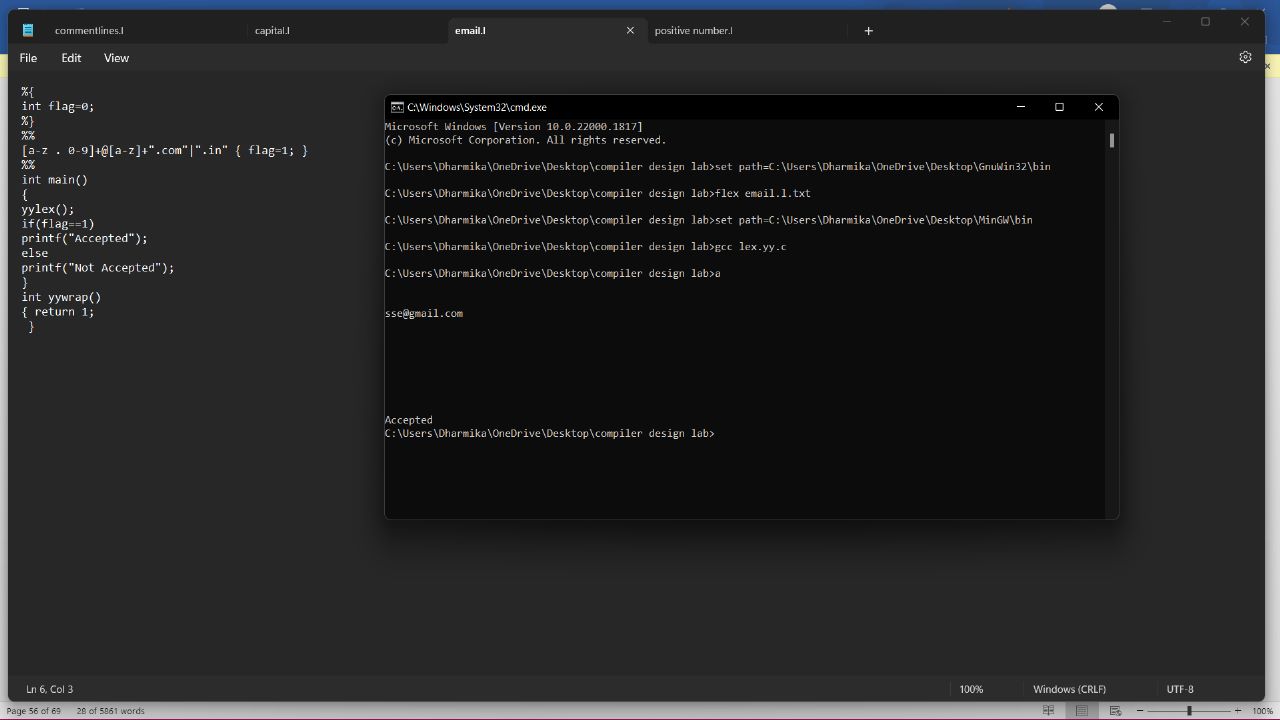 commentlines.l
capital.l
email.l
positive number.l
File
Edit
View
%{
int flag=0;
%}
%%
[a-z . 0-9]+@[a-z]+".com"|".in" { flag=1; }
%%
int main()
{
yylex();
if(flag==1)
printf("Accepted");
else
printf("Not Accepted");
}
int yywrap()
{ return 1;
}
C:\Windows\System32\cmd.exe
Microsoft Windows [Version 10.0.22000.1817]
(c) Microsoft Corporation. All rights reserved.
C:\Users\Dharmika\OneDrive\Desktop\compiler design lab>set path=C:\Users\Dharmika\OneDrive\Desktop\GnuWin32\bin
C:\Users\Dharmika\OneDrive\Desktop\compiler design lab>flex email.l.txt
C:\Users\Dharmika\OneDrive\Desktop\compiler design lab>set path=C:\Users\Dharmika\OneDrive\Desktop\MinGW\bin
C:\Users\Dharmika\OneDrive\Desktop\compiler design lab>gcc lex.yy.c
C:\Users\Dharmika\OneDrive\Desktop\compiler design lab>a
sse@gmail.com
Accepted
C:\Users\Dharmika\OneDrive\Desktop\compiler design lab>
Ln 6, Col 3
100%
Windows (CRLF)
UTF-8
Page 56 of 69
28 of 5861 words
100%